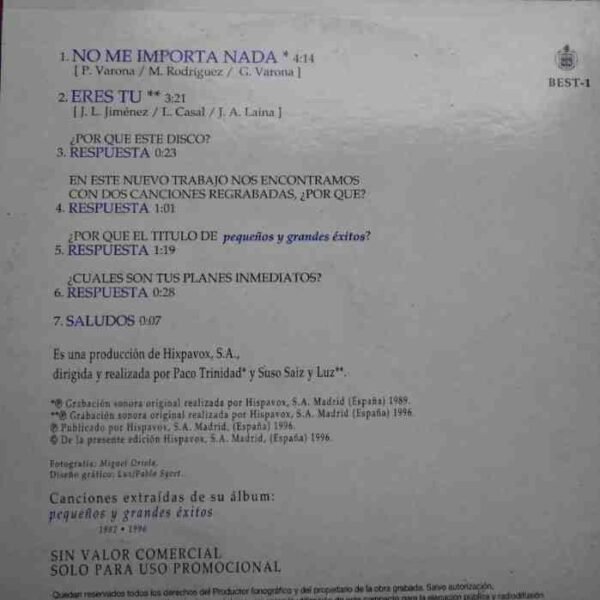 1. NO ME IMPORTA NADA * 4:14
[ P. Varona / M. Rodríguez / G. Varona ]
BEST-1
2. ERES TU ** 3:21
[ J. L. Jiménez / L. Casal / J. A. Laina ]
¿POR QUE ESTE DISCO?
3. RESPUESTA 0:23
EN ESTE NUEVO TRABAJO NOS ENCONTRAMOS
CON DOS CANCIONES REGRABADAS, ¿POR QUE?
4. RESPUESTA 1:01
¿POR QUE EL TITULO DE pequeños y grandes éxitos?
5. RESPUESTA 1:19
¿CUALES SON TUS PLANES INMEDIATOS?
6. RESPUESTA 0:28
7. SALUDOS 0:07
Es una producción de Hixpavox, S.A.,
dirigida y realizada por Paco Trinidad* y Suso Saiz y Luz**.
*℗ Grabación sonora original realizada por Hispavox, S.A. Madrid (España) 1989.
**℗ Grabación sonora original realizada por Hispavox, S.A. Madrid (España) 1996.
℗ Publicado por Hispavox, S.A. Madrid, (España) 1996.
© De la presente edición Hispavox, S.A. Madrid, (España) 1996.
Fotografía: Miguel Oriola.
Diseño gráfico: Luz/Pablo Sycet.
Canciones extraídas de su álbum:
pequeños y grandes éxitos
1987 • 1996
SIN VALOR COMERCIAL
SOLO PARA USO PROMOCIONAL
Quedan reservados todos los derechos del Productor fonográfico y del propietario de la obra grabada. Salvo autorización,
de este compacto para la ejecución pública y radiodifusión